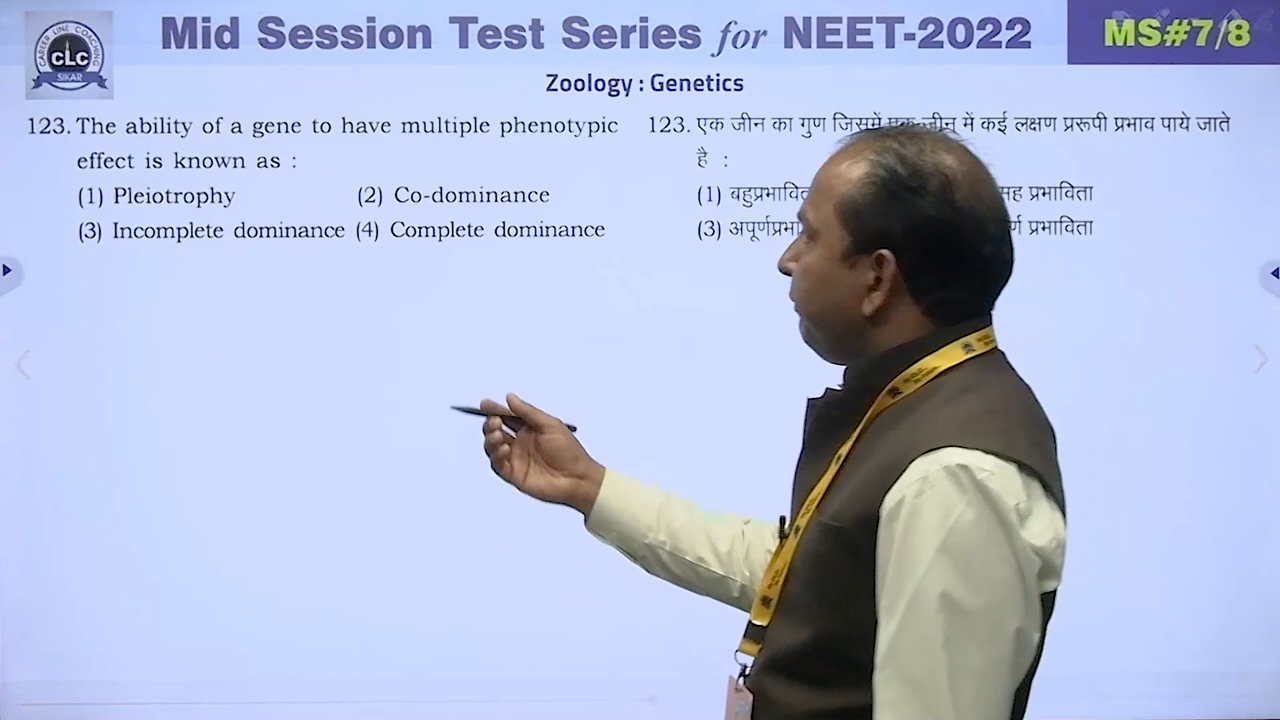 CAREER LINE COACHING
CLC
SIKAR
Mid Session Test Series for NEET-2022
MS#7/8
Zoology : Genetics
123. The ability of a gene to have multiple phenotypic
effect is known as :
(1) Pleiotrophy (2) Co-dominance
(3) Incomplete dominance (4) Complete dominance
123. एक जीन का गुण जिसमें एक जीन में कई लक्षण प्ररूपी प्रभाव पाये जाते
है :
(1) सह प्रभाविता
(3) प्रभाविता